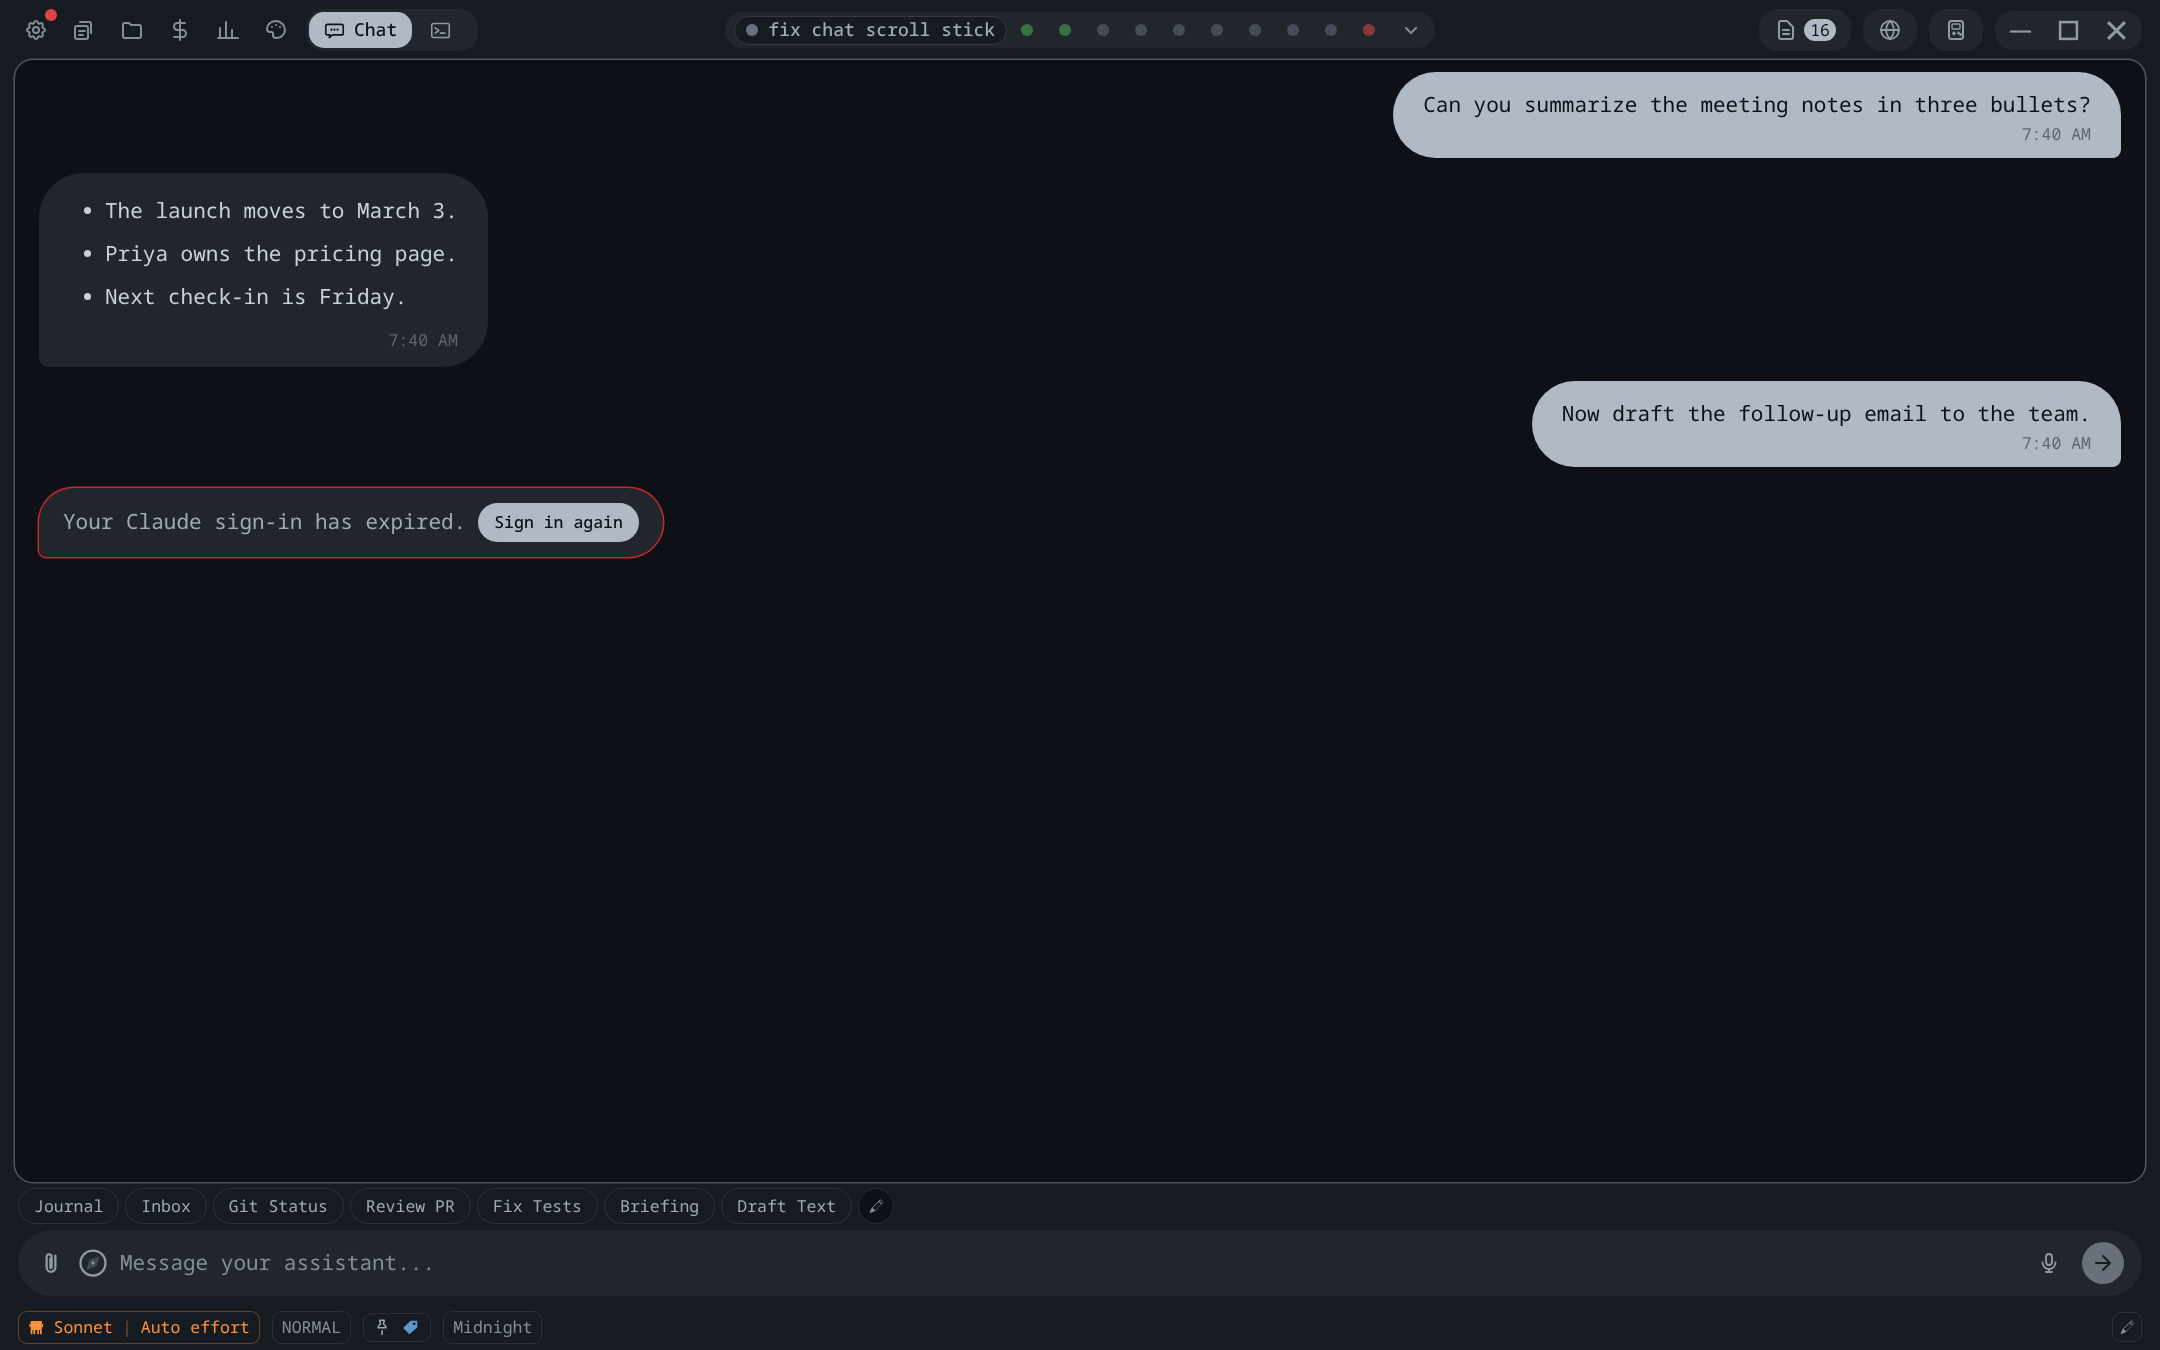 Chat
fix chat scroll stick
16
Can you summarize the meeting notes in three bullets?
7:40 AM
• The launch moves to March 3.
• Priya owns the pricing page.
• Next check-in is Friday.
7:40 AM
Now draft the follow-up email to the team.
7:40 AM
Your Claude sign-in has expired. Sign in again
Journal Inbox Git Status Review PR Fix Tests Briefing Draft Text
Message your assistant...
Sonnet | Auto effort NORMAL Midnight